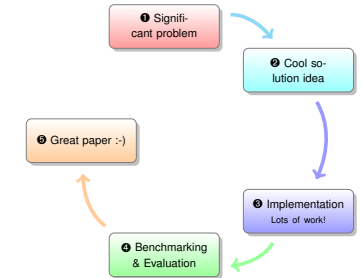 ❶ Signifi-
cant problem
❷ Cool so-
lution idea
❸ Implementation
Lots of work!
❹ Benchmarking
& Evaluation
❺ Great paper :-)